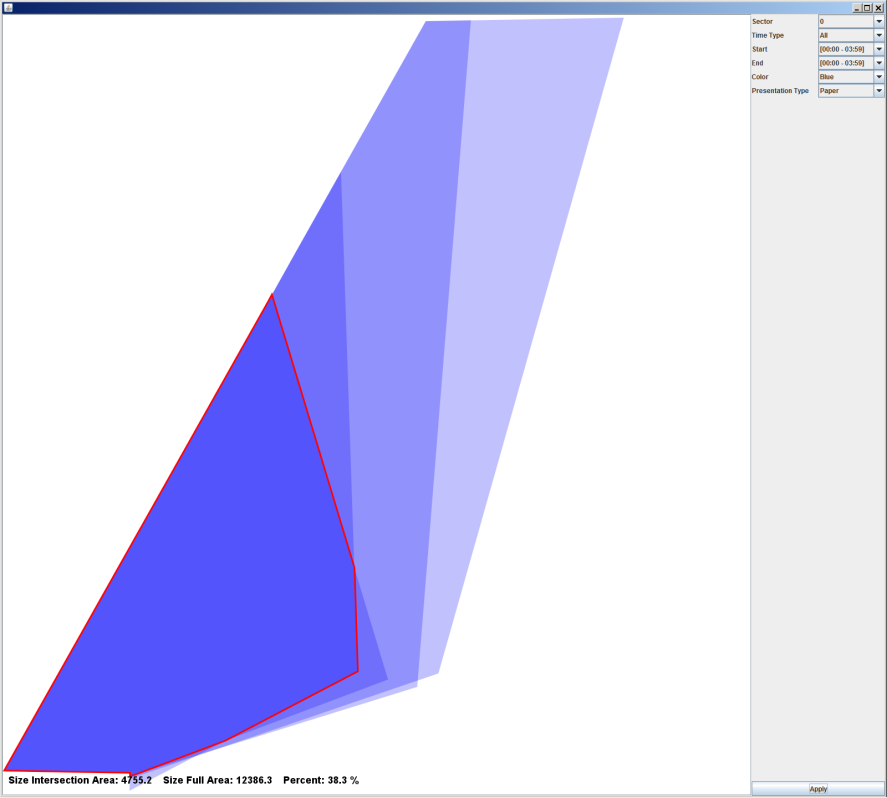 Sector 0
Time Type All
Start [00:00 - 03:59]
End [00:00 - 03:59]
Color Blue
Presentation Type Paper
Size Intersection Area: 4755.2 Size Full Area: 12386.3 Percent: 38.3 %
Apply